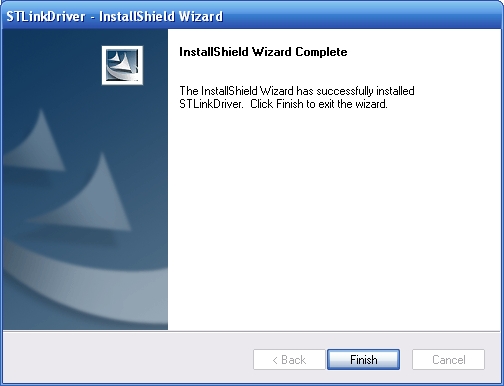 STLinkDriver - InstallShield Wizard
InstallShield Wizard Complete
The InstallShield Wizard has successfully installed
STLinkDriver.  Click Finish to exit the wizard.
< Back
Finish
Cancel